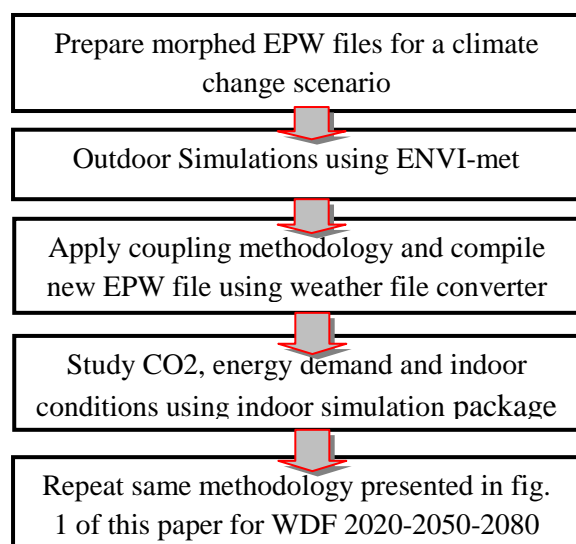 Prepare morphed EPW files for a climate
change scenario
Outdoor Simulations using ENVI-met
Apply coupling methodology and compile
new EPW file using weather file converter
Study CO2, energy demand and indoor
conditions using indoor simulation package
Repeat same methodology presented in fig.
1 of this paper for WDF 2020-2050-2080